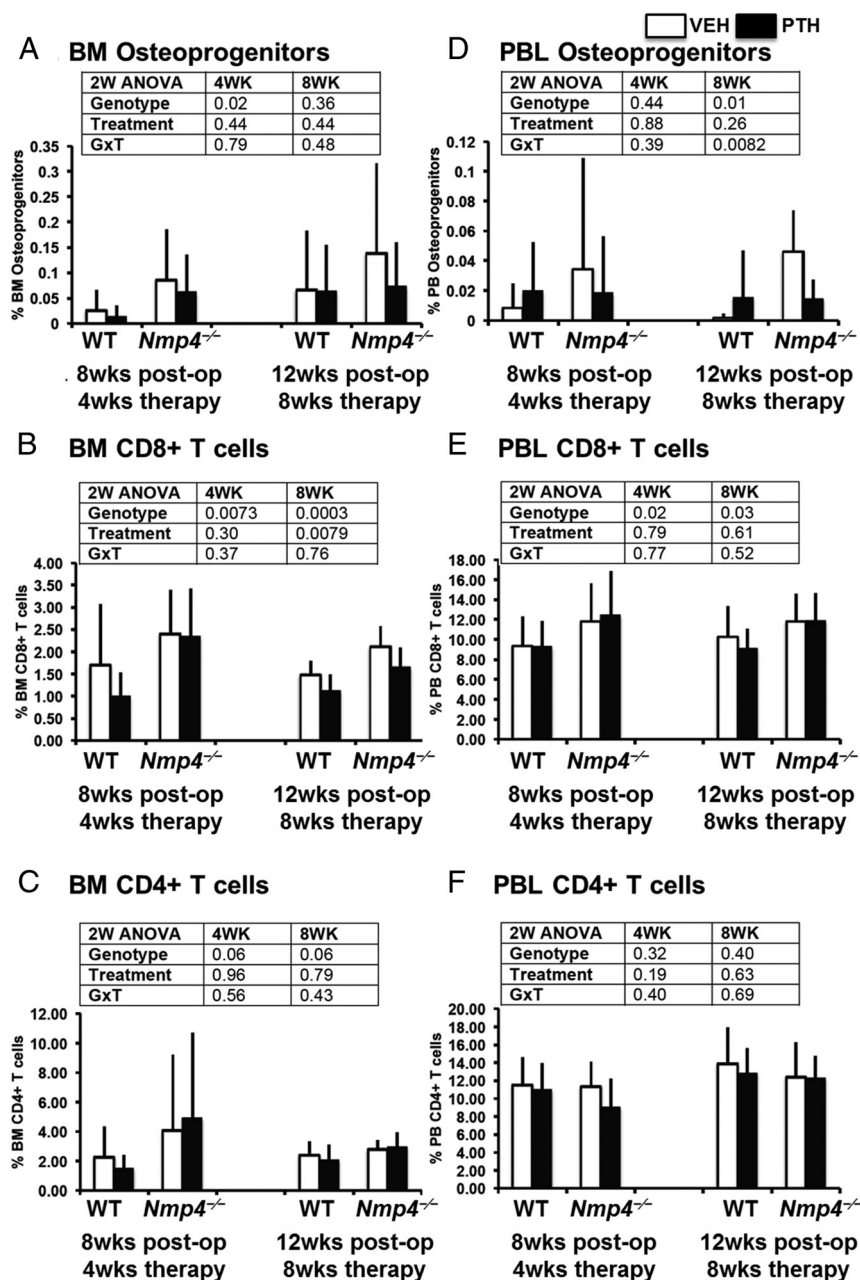 VEH PTH
A BM Osteoprogenitors
2W ANOVA 4WK 8WK
Genotype 0.02 0.36
Treatment 0.44 0.44
GxT 0.79 0.48
0.35
0.3
0.25
0.2
0.15
0.1
0.05
0
% BM Osteoprogenitors
WT Nmp4⁻/⁻ WT Nmp4⁻/⁻
8wks post-op 12wks post-op
4wks therapy 8wks therapy
D PBL Osteoprogenitors
2W ANOVA 4WK 8WK
Genotype 0.44 0.01
Treatment 0.88 0.26
GxT 0.39 0.0082
0.12
0.1
0.08
0.06
0.04
0.02
0
% PB Osteoprogenitors
WT Nmp4⁻/⁻ WT Nmp4⁻/⁻
8wks post-op 12wks post-op
4wks therapy 8wks therapy
B BM CD8+ T cells
2W ANOVA 4WK 8WK
Genotype 0.0073 0.0003
Treatment 0.30 0.0079
GxT 0.37 0.76
4.00
3.50
3.00
2.50
2.00
1.50
1.00
0.50
0.00
% BM CD8+ T cells
WT Nmp4⁻/⁻ WT Nmp4⁻/⁻
8wks post-op 12wks post-op
4wks therapy 8wks therapy
E PBL CD8+ T cells
2W ANOVA 4WK 8WK
Genotype 0.02 0.03
Treatment 0.79 0.61
GxT 0.77 0.52
18.00
16.00
14.00
12.00
10.00
8.00
6.00
4.00
2.00
0.00
% PB CD8+ T cells
WT Nmp4⁻/⁻ WT Nmp4⁻/⁻
8wks post-op 12wks post-op
4wks therapy 8wks therapy
C BM CD4+ T cells
2W ANOVA 4WK 8WK
Genotype 0.06 0.06
Treatment 0.96 0.79
GxT 0.56 0.43
12.00
10.00
8.00
6.00
4.00
2.00
0.00
% BM CD4+ T cells
WT Nmp4⁻/⁻ WT Nmp4⁻/⁻
8wks post-op 12wks post-op
4wks therapy 8wks therapy
F PBL CD4+ T cells
2W ANOVA 4WK 8WK
Genotype 0.32 0.40
Treatment 0.19 0.63
GxT 0.40 0.69
20.00
18.00
16.00
14.00
12.00
10.00
8.00
6.00
4.00
2.00
0.00
% PB CD4+ T cells
WT Nmp4⁻/⁻ WT Nmp4⁻/⁻
8wks post-op 12wks post-op
4wks therapy 8wks therapy